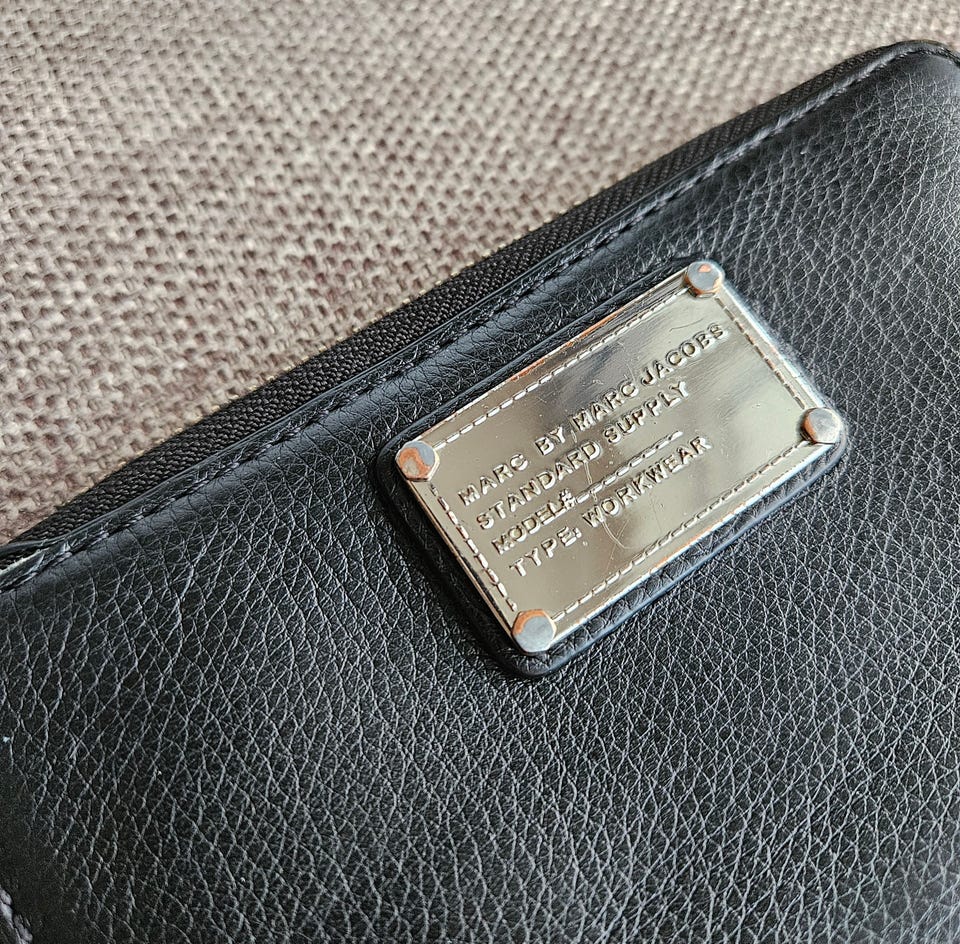 MARC BY MARC JACOBS
STANDARD SUPPLY
MODEL#
TYPE: WORKWEAR